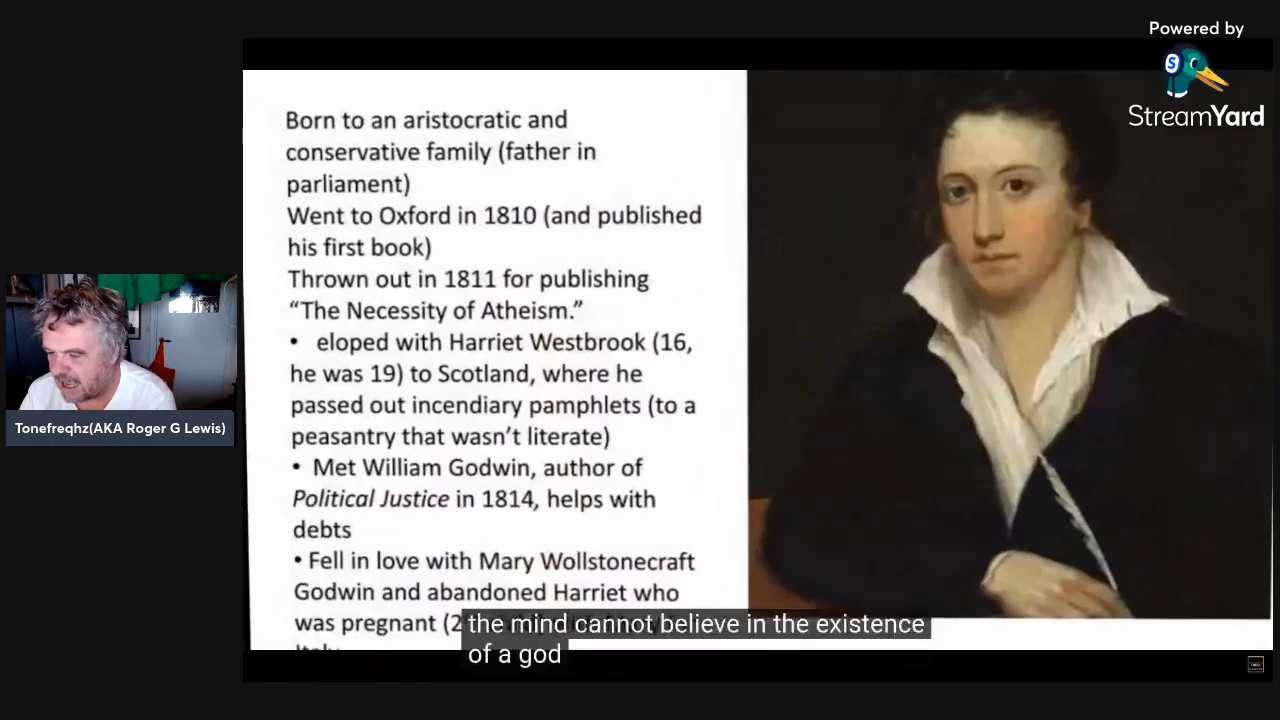 Powered by
StreamYard
Born to an aristocratic and
conservative family (father in
parliament)
Went to Oxford in 1810 (and published
his first book)
Thrown out in 1811 for publishing
“The Necessity of Atheism.”
• eloped with Harriet Westbrook (16,
he was 19) to Scotland, where he
passed out incendiary pamphlets (to a
peasantry that wasn’t literate)
• Met William Godwin, author of
Political Justice in 1814, helps with
debts
• Fell in love with Mary Wollstonecraft
Godwin and abandoned Harriet who
was pregnant
Italy
the mind cannot believe in the existence
of a god
Tonefreqhz(AKA Roger G Lewis)